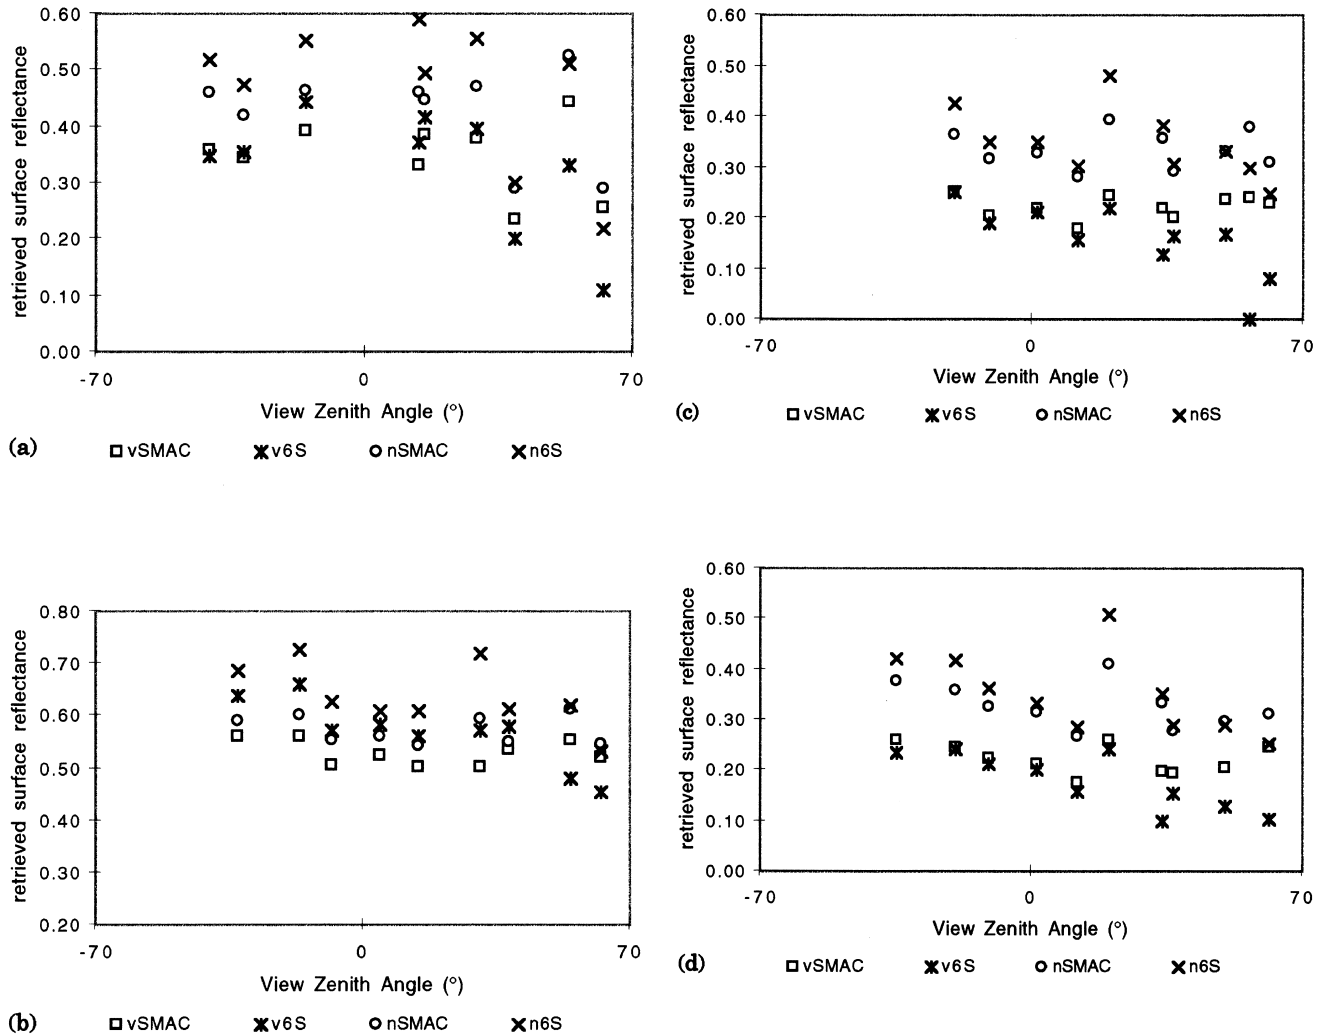 0.60
0.50
0.40
0.30
0.20
0.10
0.00
retrieved surface reflectance
-70 0 70
View Zenith Angle (°)
(a) vSMAC v6S nSMAC n6S
0.60
0.50
0.40
0.30
0.20
0.10
0.00
retrieved surface reflectance
-70 0 70
View Zenith Angle (°)
(c) vSMAC v6S nSMAC n6S
0.80
0.70
0.60
0.50
0.40
0.30
0.20
retrieved surface reflectance
-70 0 70
View Zenith Angle (°)
(b) vSMAC v6S nSMAC n6S
0.60
0.50
0.40
0.30
0.20
0.10
0.00
retrieved surface reflectance
-70 0 70
View Zenith Angle (°)
(d) vSMAC v6S nSMAC n6S